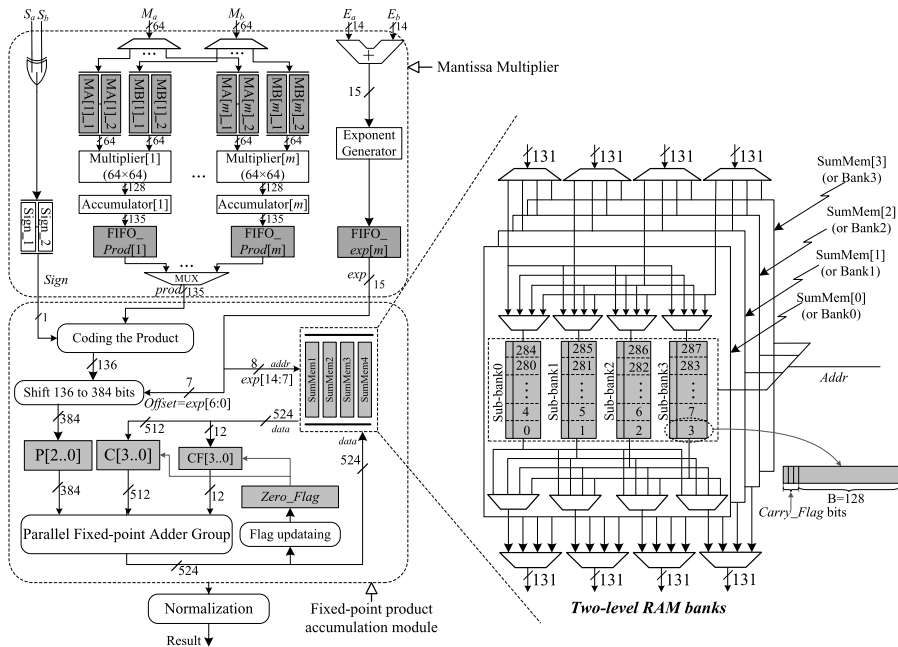 Sa Sb
Ma
Mb
Ea
Eb
64
64
14
14
...
...
+
Mantissa Multiplier
MA[1]_1
MA[1]_2
MB[1]_1
MB[1]_2
MA[m]_1
MA[m]_2
MB[m]_1
MB[m]_2
15
64
64
64
64
Exponent
Generator
Multiplier[1]
(64×64)
...
Multiplier[m]
(64×64)
128
128
Accumulator[1]
Accumulator[m]
135
135
Sign_1
Sign_2
FIFO_
Prod[1]
FIFO_
Prod[m]
FIFO_
exp[m]
...
MUX
Sign
prod
135
exp
15
1
Coding the Product
136
Shift 136 to 384 bits
7
Offset=exp[6:0]
8
addr
exp[14:7]
SumMem1
SumMem2
SumMem3
SumMem4
384
512
12
524
data
data
524
P[2..0]
C[3..0]
CF[3..0]
384
512
12
Zero_Flag
Parallel Fixed-point Adder Group
Flag updataing
524
Normalization
Result
Fixed-point product
accumulation module
131
131
131
131
SumMem[3]
(or Bank3)
SumMem[2]
(or Bank2)
SumMem[1]
(or Bank1)
SumMem[0]
(or Bank0)
Sub-bank0
284
280
4
0
Sub-bank1
285
281
5
1
Sub-bank2
286
282
6
2
Sub-bank3
287
283
7
3
Addr
B=128
Carry_Flag bits
131
131
131
131
Two-level RAM banks